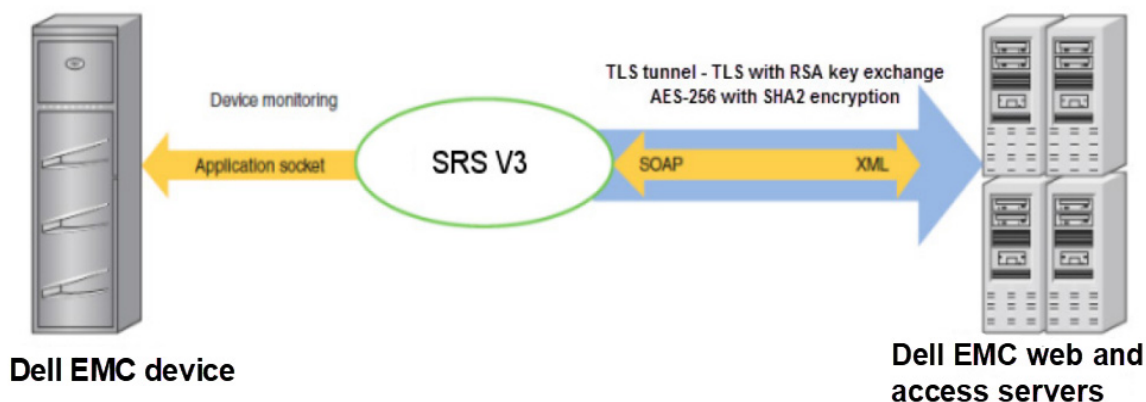 TLS tunnel - TLS with RSA key exchange
AES-256 with SHA2 encryption
Device monitoring
Application socket
SRS V3
SOAP
XML
Dell EMC device
Dell EMC web and
access servers